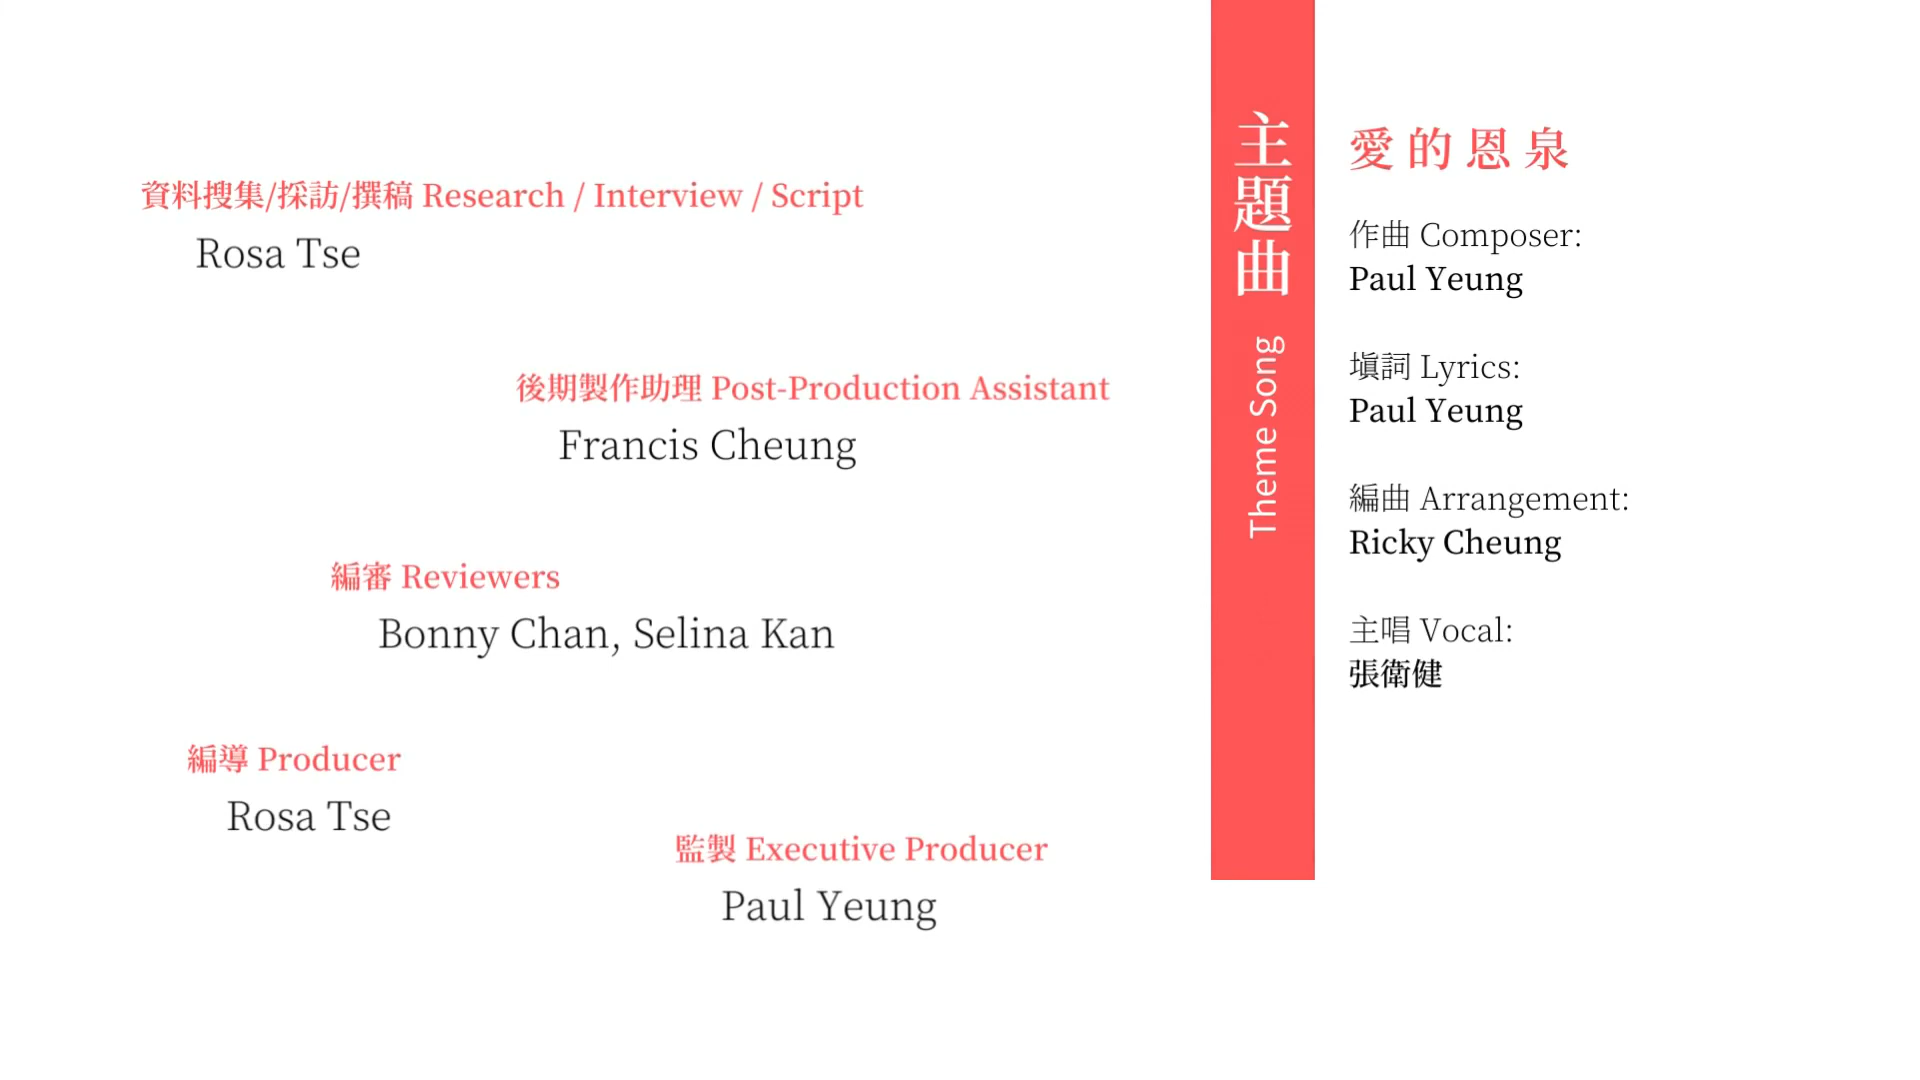 資料搜集/採訪/撰稿 Research / Interview / Script
Rosa Tse
後期製作助理 Post-Production Assistant
Francis Cheung
編審 Reviewers
Bonny Chan, Selina Kan
編導 Producer
Rosa Tse
監製 Executive Producer
Paul Yeung
主題曲 Theme Song
愛的恩泉
作曲 Composer:
Paul Yeung
塡詞 Lyrics:
Paul Yeung
編曲 Arrangement:
Ricky Cheung
主唱 Vocal:
張衛健